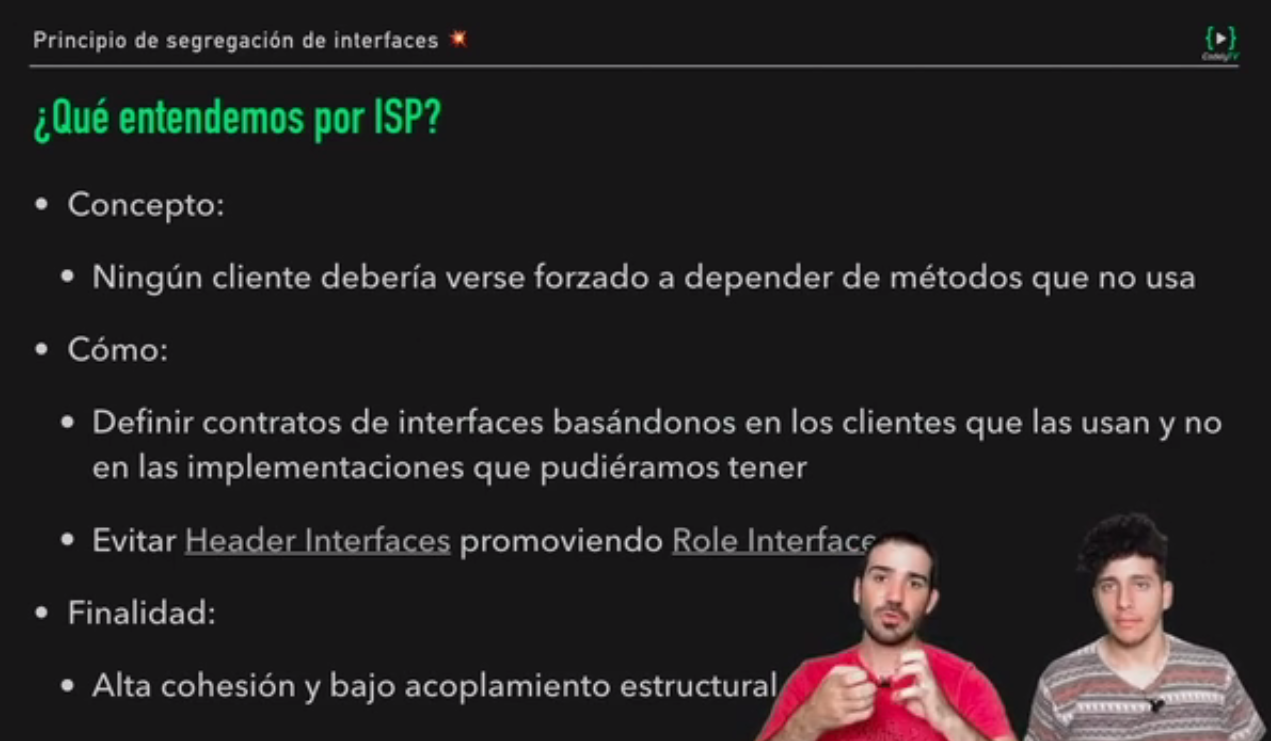 Principio de segregación de interfaces
CodelyTV
¿Qué entendemos por ISP?
• Concepto:
• Ningún cliente debería verse forzado a depender de métodos que no usa
• Cómo:
• Definir contratos de interfaces basándonos en los clientes que las usan y no
en las implementaciones que pudiéramos tener
• Evitar Header Interfaces promoviendo Role Interface
• Finalidad:
• Alta cohesión y bajo acoplamiento estructural